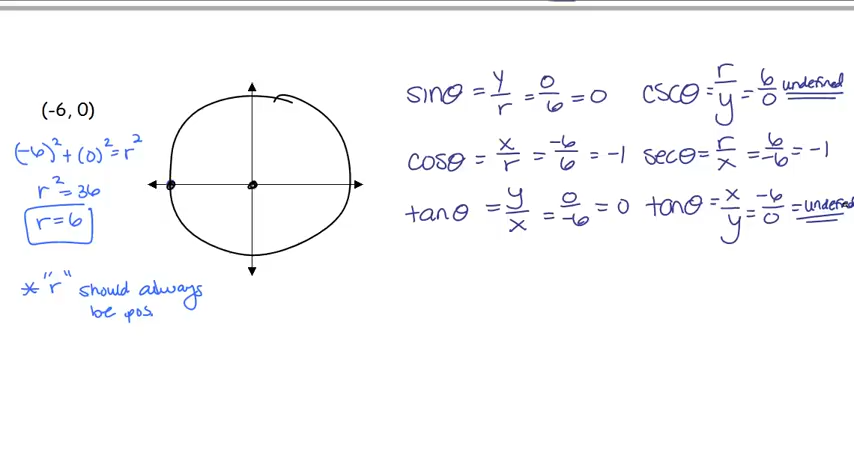 (-6, 0)
(-6)² + (0)² = r²
r² = 36
r = 6
* "r" should always
be pos.
sinθ = y/r = 0/6 = 0
cscθ = r/y = 6/0 undefined
cosθ = x/r = -6/6 = -1
secθ = r/x = 6/-6 = -1
tanθ = y/x = 0/-6 = 0
tanθ = x/y = -6/0 = undefined